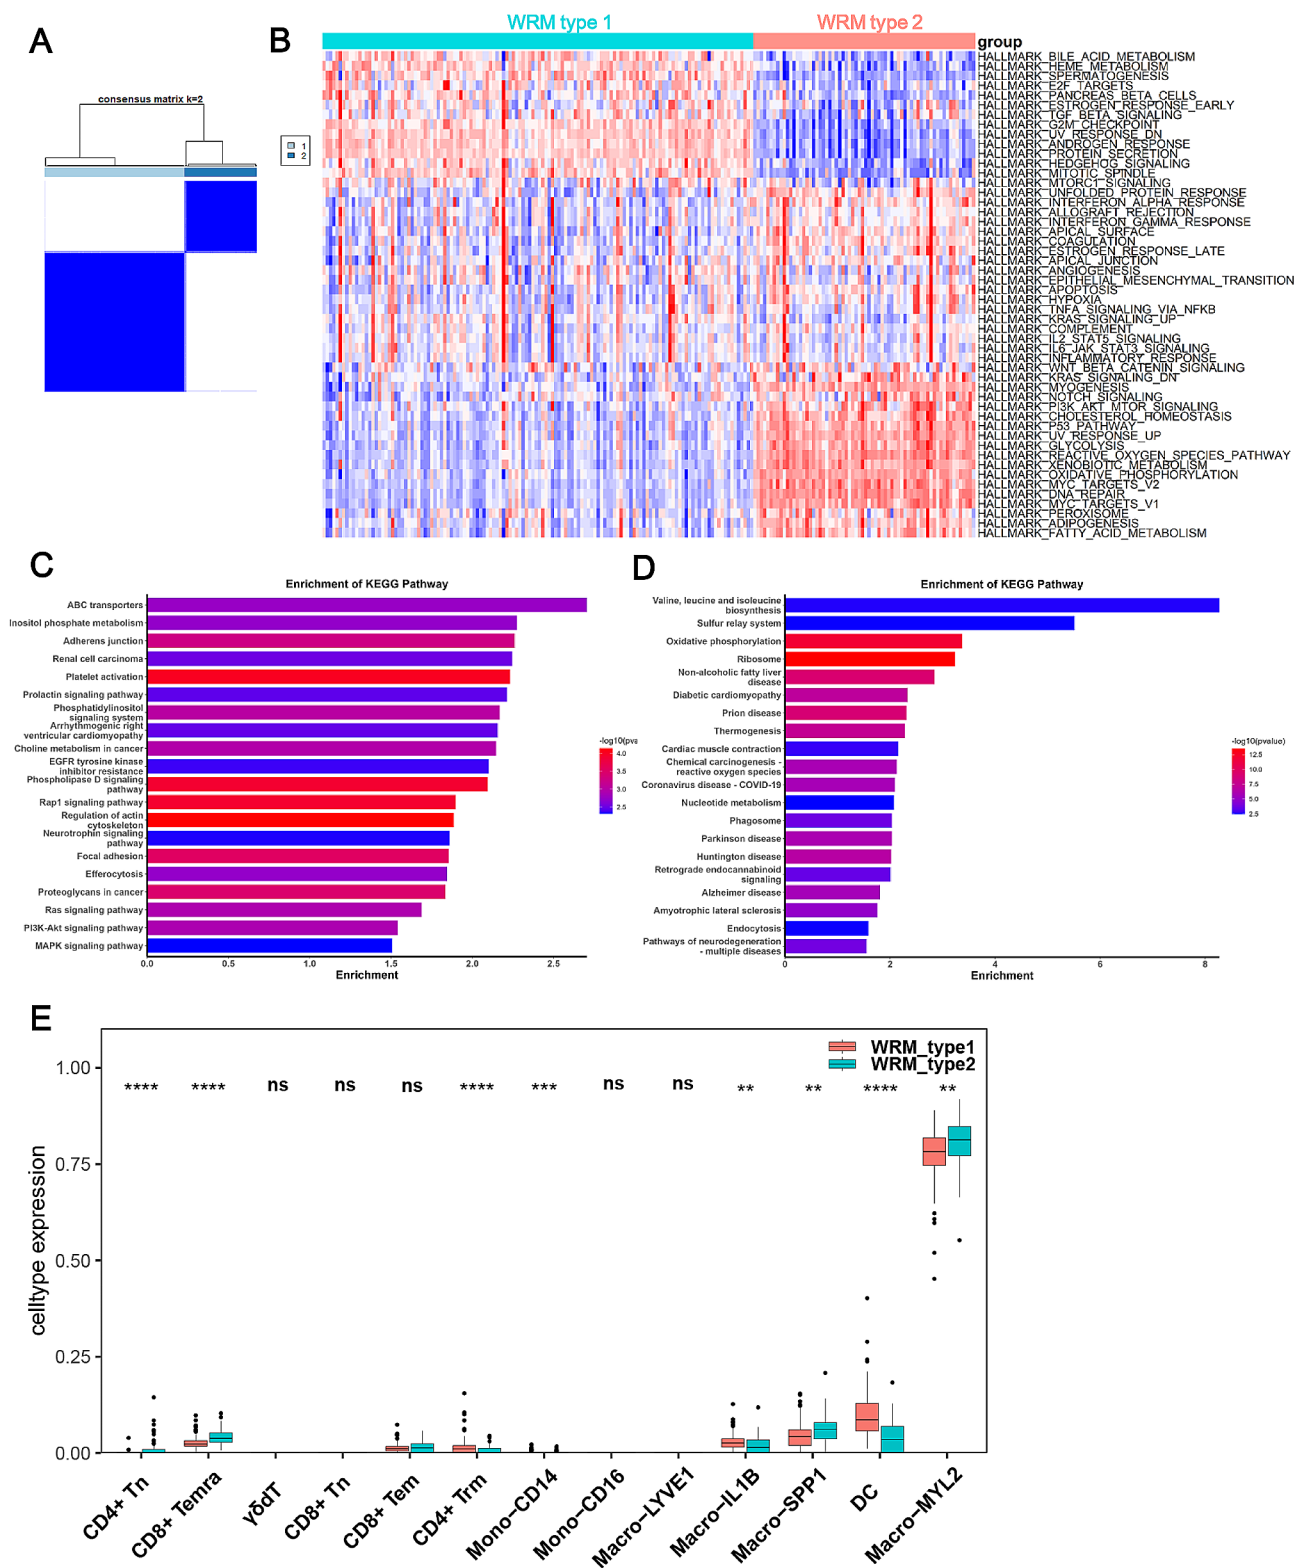 A
consensus matrix k=2
1
2
B
WRM type 1
WRM type 2
group
HALLMARK_BILE_ACID_METABOLISM
HALLMARK_HEME_METABOLISM
HALLMARK_SPERMATOGENESIS
HALLMARK_E2F_TARGETS
HALLMARK_PANCREAS_BETA_CELLS
HALLMARK_ESTROGEN_RESPONSE_EARLY
HALLMARK_TGF_BETA_SIGNALING
HALLMARK_G2M_CHECKPOINT
HALLMARK_UV_RESPONSE_DN
HALLMARK_ANDROGEN_RESPONSE
HALLMARK_PROTEIN_SECRETION
HALLMARK_HEDGEHOG_SIGNALING
HALLMARK_MITOTIC_SPINDLE
HALLMARK_MTORC1_SIGNALING
HALLMARK_UNFOLDED_PROTEIN_RESPONSE
HALLMARK_INTERFERON_ALPHA_RESPONSE
HALLMARK_ALLOGRAFT_REJECTION
HALLMARK_INTERFERON_GAMMA_RESPONSE
HALLMARK_APICAL_SURFACE
HALLMARK_COAGULATION
HALLMARK_ESTROGEN_RESPONSE_LATE
HALLMARK_APICAL_JUNCTION
HALLMARK_ANGIOGENESIS
HALLMARK_EPITHELIAL_MESENCHYMAL_TRANSITION
HALLMARK_APOPTOSIS
HALLMARK_HYPOXIA
HALLMARK_TNFA_SIGNALING_VIA_NFKB
HALLMARK_KRAS_SIGNALING_UP
HALLMARK_COMPLEMENT
HALLMARK_IL2_STAT5_SIGNALING
HALLMARK_IL6_JAK_STAT3_SIGNALING
HALLMARK_INFLAMMATORY_RESPONSE
HALLMARK_WNT_BETA_CATENIN_SIGNALING
HALLMARK_KRAS_SIGNALING_DN
HALLMARK_MYOGENESIS
HALLMARK_NOTCH_SIGNALING
HALLMARK_PI3K_AKT_MTOR_SIGNALING
HALLMARK_CHOLESTEROL_HOMEOSTASIS
HALLMARK_P53_PATHWAY
HALLMARK_UV_RESPONSE_UP
HALLMARK_GLYCOLYSIS
HALLMARK_REACTIVE_OXYGEN_SPECIES_PATHWAY
HALLMARK_XENOBIOTIC_METABOLISM
HALLMARK_OXIDATIVE_PHOSPHORYLATION
HALLMARK_MYC_TARGETS_V2
HALLMARK_DNA_REPAIR
HALLMARK_MYC_TARGETS_V1
HALLMARK_PEROXISOME
HALLMARK_ADIPOGENESIS
HALLMARK_FATTY_ACID_METABOLISM
C
Enrichment of KEGG Pathway
ABC transporters
Inositol phosphate metabolism
Adherens junction
Renal cell carcinoma
Platelet activation
Prolactin signaling pathway
Phosphatidylinositol
signaling system
Arrhythmogenic right
ventricular cardiomyopathy
Choline metabolism in cancer
EGFR tyrosine kinase
inhibitor resistance
Phospholipase D signaling
pathway
Rap1 signaling pathway
Regulation of actin
cytoskeleton
Neurotrophin signaling
pathway
Focal adhesion
Efferocytosis
Proteoglycans in cancer
Ras signaling pathway
PI3K-Akt signaling pathway
MAPK signaling pathway
0.0 0.5 1.0 1.5 2.0 2.5
Enrichment
-log10(pva
4.0
3.5
3.0
2.5
D
Enrichment of KEGG Pathway
Valine, leucine and isoleucine
biosynthesis
Sulfur relay system
Oxidative phosphorylation
Ribosome
Non-alcoholic fatty liver
disease
Diabetic cardiomyopathy
Prion disease
Thermogenesis
Cardiac muscle contraction
Chemical carcinogenesis -
reactive oxygen species
Coronavirus disease - COVID-19
Nucleotide metabolism
Phagosome
Parkinson disease
Huntington disease
Retrograde endocannabinoid
signaling
Alzheimer disease
Amyotrophic lateral sclerosis
Endocytosis
Pathways of neurodegeneration
- multiple diseases
0 2 4 6 8
Enrichment
-log10(pvalue)
12.5
10.0
7.5
5.0
2.5
E
WRM_type1
WRM_type2
**** **** ns ns ns **** *** ns ns ** ** **** **
celltype expression
1.00
0.75
0.50
0.25
0.00
CD4+ Tn
CD8+ Temra
γδdT
CD8+ Tn
CD8+ Tem
CD4+ Trm
Mono−CD14
Mono−CD16
Macro−LYVE1
Macro−IL1B
Macro−SPP1
DC
Macro−MYL2